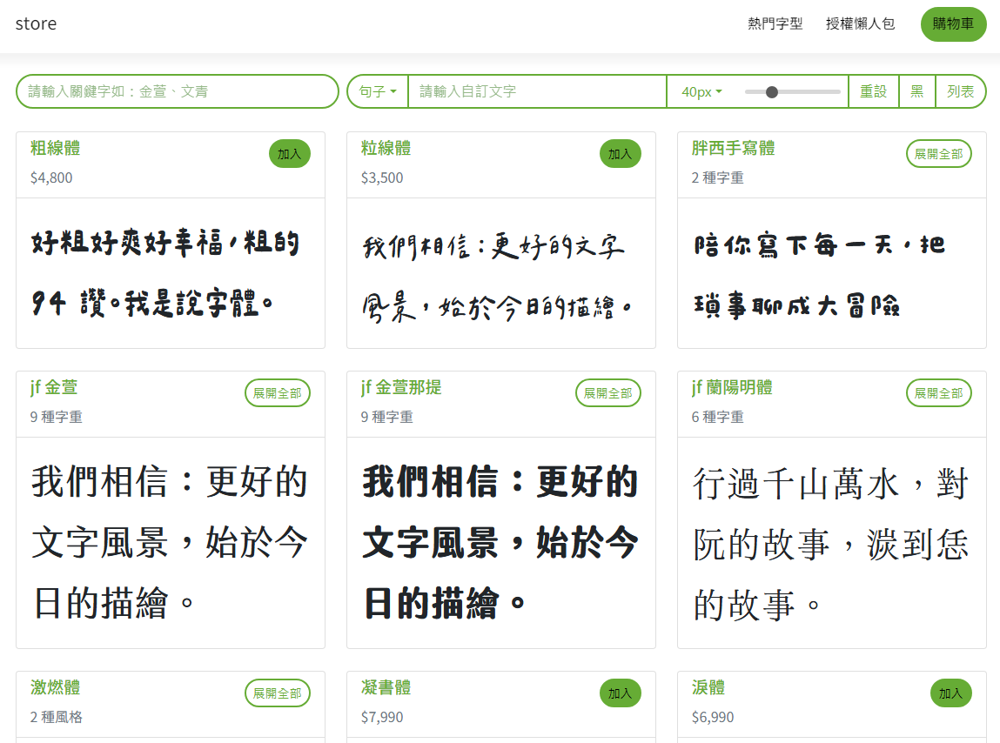 store
熱門字型
授權懶人包
購物車
請輸入關鍵字如：金萱、文青
句子
請輸入自訂文字
40px
重設
黑
列表
粗線體
加入
$4,800
好粗好爽好幸福，粗的
94 讚。我是說字體。
粒線體
加入
$3,500
我們相信：更好的文字
風景，始於今日的描繪。
胖西手寫體
展開全部
2 種字重
陪你寫下每一天，把
瑣事聊成大冒險
jf 金萱
展開全部
9 種字重
我們相信：更好的
文字風景，始於今
日的描繪。
jf 金萱那提
展開全部
9 種字重
我們相信：更好的
文字風景，始於今
日的描繪。
jf 蘭陽明體
展開全部
6 種字重
行過千山萬水，對
阮的故事，湠到恁
的故事。
激燃體
展開全部
2 種風格
凝書體
加入
$7,990
淚體
加入
$6,990